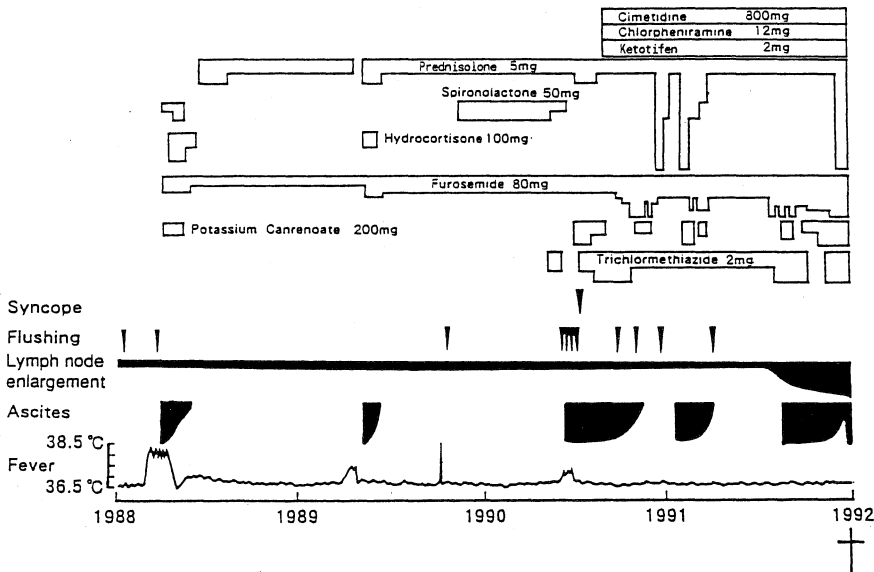 Cimetidine 800mg
Chlorpheniramine 12mg
Ketotifen 2mg
Prednisolone 5mg
Spironolactone 50mg
Hydrocortisone 100mg
Furosemide 80mg
Potassium Canrenoate 200mg
Trichlormethiazide 2mg
Syncope
Flushing
Lymph node
enlargement
Ascites
38.5 ℃
Fever
36.5 ℃
1988 1989 1990 1991 1992